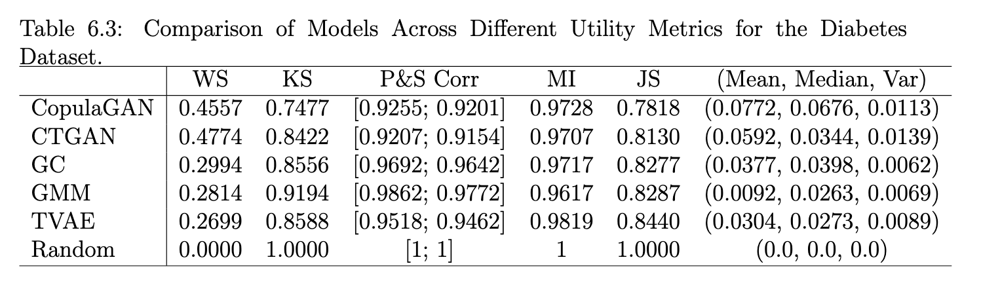 Table 6.3: Comparison of Models Across Different Utility Metrics for the Diabetes
Dataset.
WS KS P&S Corr MI JS (Mean, Median, Var)
CopulaGAN 0.4557 0.7477 [0.9255; 0.9201] 0.9728 0.7818 (0.0772, 0.0676, 0.0113)
CTGAN 0.4774 0.8422 [0.9207; 0.9154] 0.9707 0.8130 (0.0592, 0.0344, 0.0139)
GC 0.2994 0.8556 [0.9692; 0.9642] 0.9717 0.8277 (0.0377, 0.0398, 0.0062)
GMM 0.2814 0.9194 [0.9862; 0.9772] 0.9617 0.8287 (0.0092, 0.0263, 0.0069)
TVAE 0.2699 0.8588 [0.9518; 0.9462] 0.9819 0.8440 (0.0304, 0.0273, 0.0089)
Random 0.0000 1.0000 [1; 1] 1 1.0000 (0.0, 0.0, 0.0)